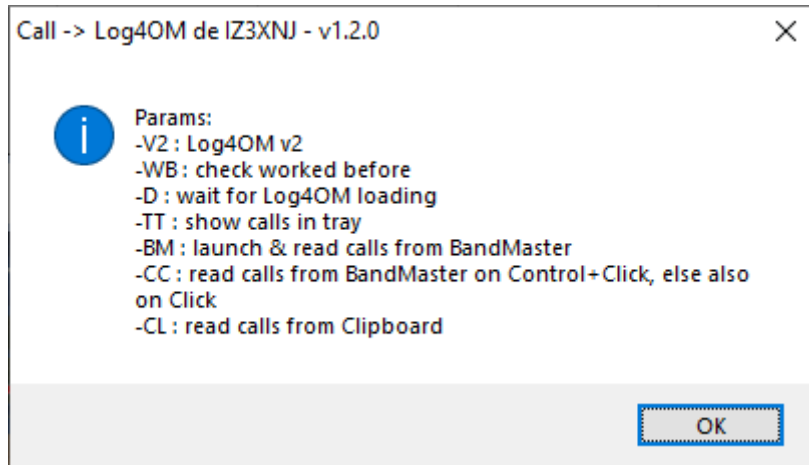 Call -> Log4OM de IZ3XNJ - v1.2.0
Params:
-V2 : Log4OM v2
-WB : check worked before
-D : wait for Log4OM loading
-TT : show calls in tray
-BM : launch & read calls from BandMaster
-CC : read calls from BandMaster on Control+Click, else also
on Click
-CL : read calls from Clipboard
OK